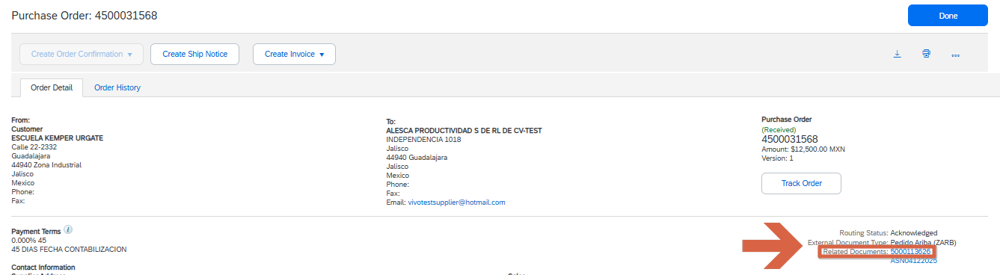 Purchase Order: 4500031568
Done
Create Order Confirmation
Create Ship Notice
Create Invoice
Order Detail
Order History
From:
Customer
ESCUELA KEMPER URGATE
Calle 22-2332
Guadalajara
44940 Zona Industrial
Jalisco
Mexico
Phone:
Fax:
To:
ALESCA PRODUCTIVIDAD S DE RL DE CV-TEST
INDEPENDENCIA 1018
Jalisco
44940 Guadalajara
Jalisco
Mexico
Phone:
Fax:
Email: vivotestsupplier@hotmail.com
Purchase Order
(Received)
4500031568
Amount: $12,500.00 MXN
Version: 1
Track Order
Payment Terms
0.000% 45
45 DIAS FECHA CONTABILIZACION
Routing Status: Acknowledged
External Document Type: Pedido Ariba (ZARB)
Related Documents: 5000113626
ASN04122025
Contact Information